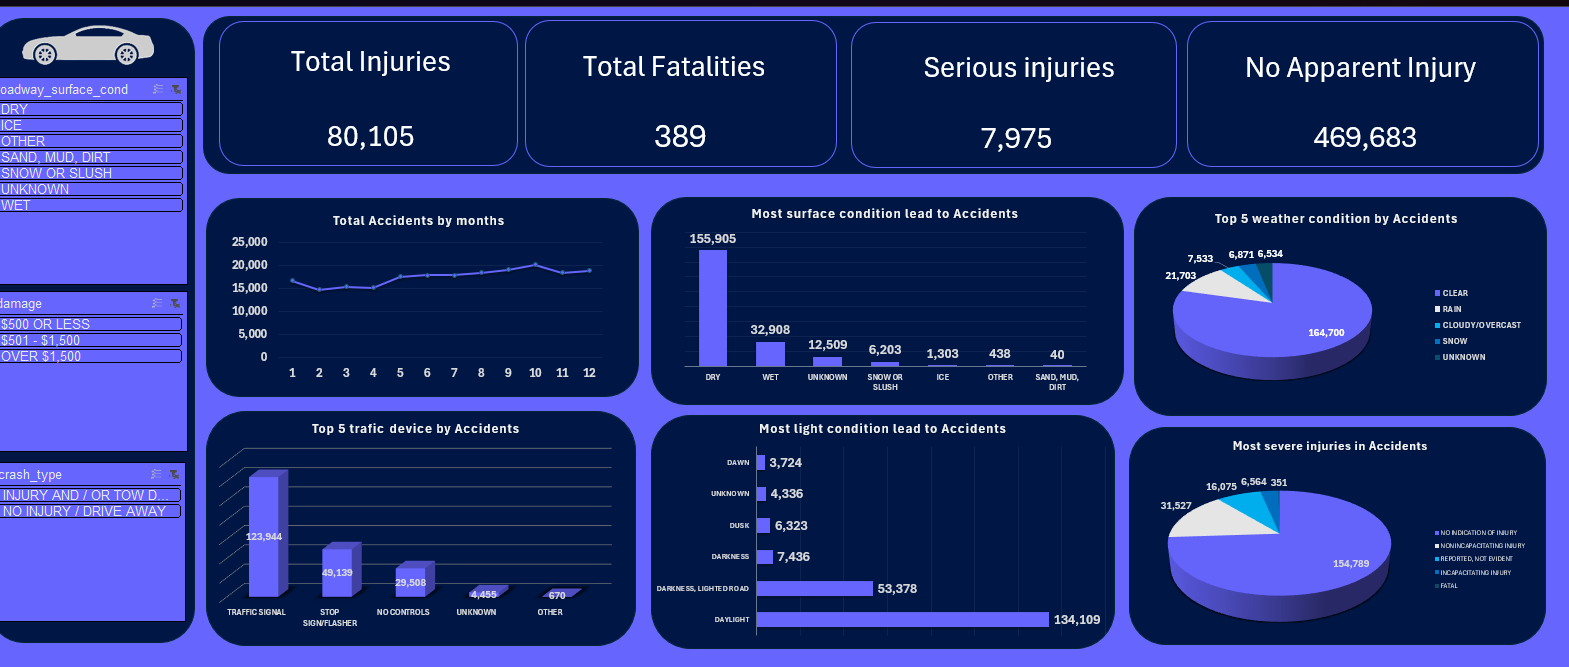 oadway_surface_cond
DRY
ICE
OTHER
SAND, MUD, DIRT
SNOW OR SLUSH
UNKNOWN
WET
damage
$500 OR LESS
$501 - $1,500
OVER $1,500
crash_type
INJURY AND / OR TOW D...
NO INJURY / DRIVE AWAY
Total Injuries
80,105
Total Fatalities
389
Serious injuries
7,975
No Apparent Injury
469,683
Total Accidents by months
25,000
20,000
15,000
10,000
5,000
0
1 2 3 4 5 6 7 8 9 10 11 12
Most surface condition lead to Accidents
155,905
32,908
12,509
6,203
1,303
438
40
DRY
WET
UNKNOWN
SNOW OR
SLUSH
ICE
OTHER
SAND, MUD,
DIRT
Top 5 weather condition by Accidents
7,533
6,871
6,534
21,703
164,700
CLEAR
RAIN
CLOUDY/OVERCAST
SNOW
UNKNOWN
Top 5 trafic device by Accidents
123,944
49,139
29,508
4,455
670
TRAFFIC SIGNAL
STOP
SIGN/FLASHER
NO CONTROLS
UNKNOWN
OTHER
Most light condition lead to Accidents
DAWN 3,724
UNKNOWN 4,336
DUSK 6,323
DARKNESS 7,436
DARKNESS, LIGHTED ROAD 53,378
DAYLIGHT 134,109
Most severe injuries in Accidents
31,527
16,075
6,564
351
154,789
NO INDICATION OF INJURY
NONINCAPACITATING INJURY
REPORTED, NOT EVIDENT
INCAPACITATING INJURY
FATAL